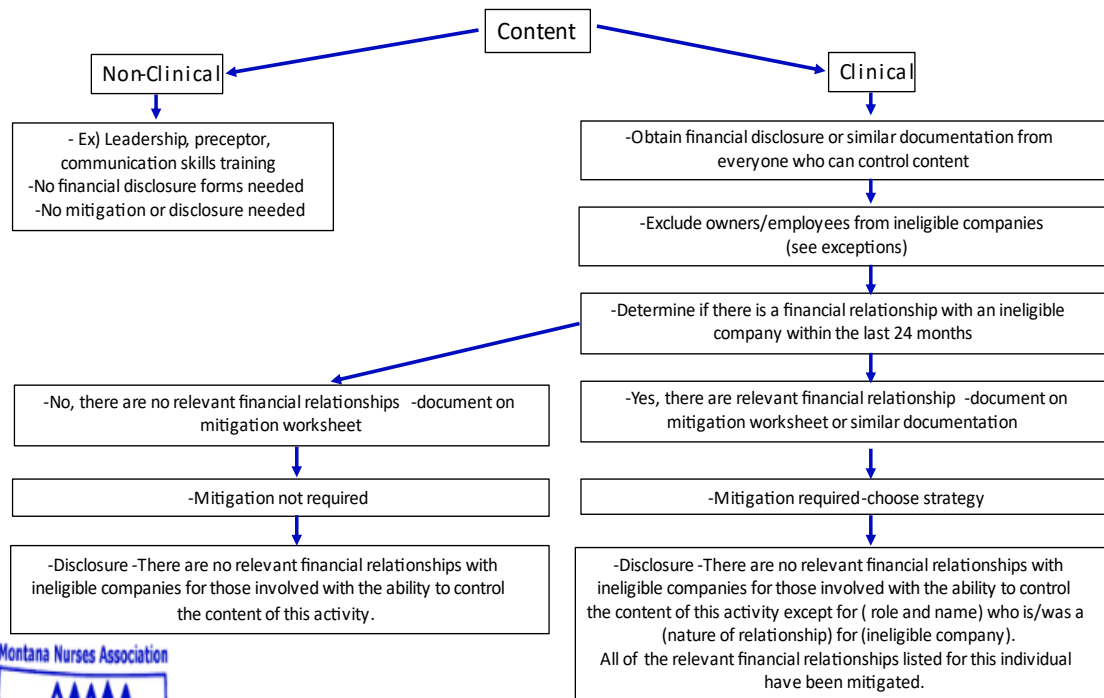 Content
Non-Clinical
Clinical
- Ex) Leadership, preceptor,
communication skills training
-No financial disclosure forms needed
-No mitigation or disclosure needed
-Obtain financial disclosure or similar documentation from
everyone who can control content
-Exclude owners/employees from ineligible companies
(see exceptions)
-Determine if there is a financial relationship with an ineligible
company within the last 24 months
-No, there are no relevant financial relationships -document on
mitigation worksheet
-Yes, there are relevant financial relationship -document on
mitigation worksheet or similar documentation
-Mitigation not required
-Mitigation required-choose strategy
-Disclosure -There are no relevant financial relationships with
ineligible companies for those involved with the ability to control
the content of this activity.
-Disclosure -There are no relevant financial relationships with
ineligible companies for those involved with the ability to control
the content of this activity except for ( role and name) who is/was a
(nature of relationship) for (ineligible company).
All of the relevant financial relationships listed for this individual
have been mitigated.
Montana Nurses Association